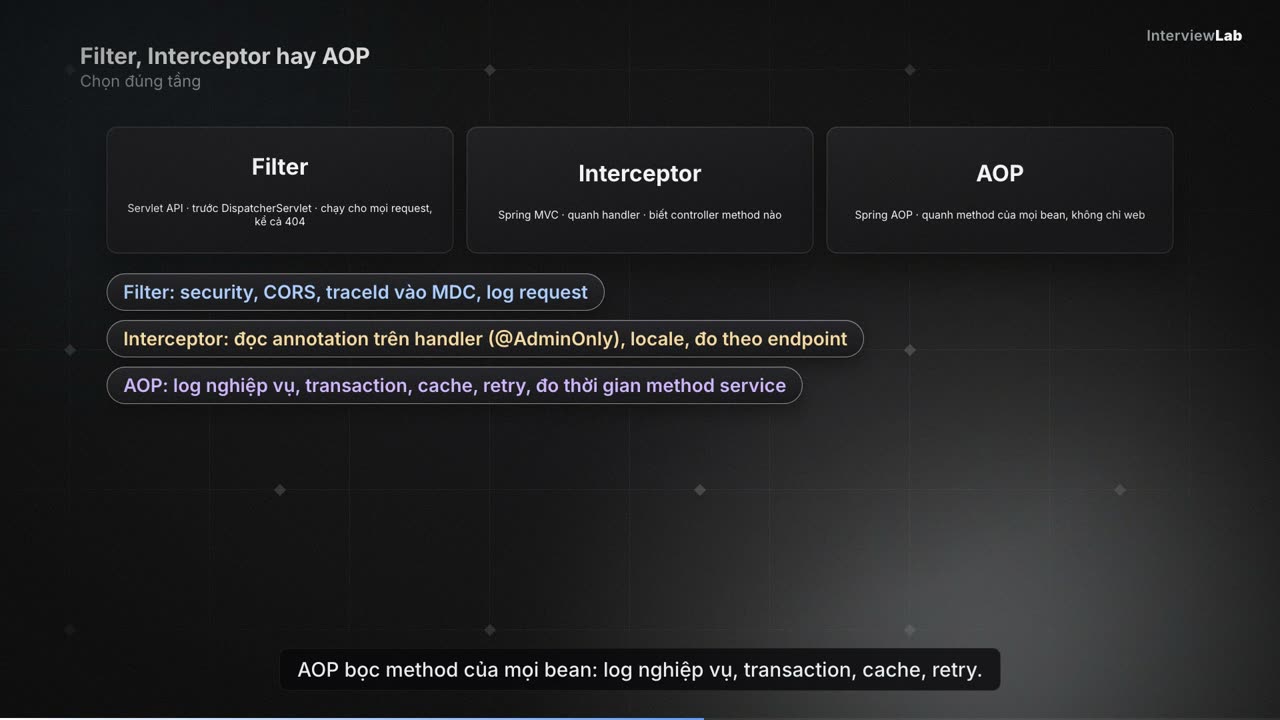 InterviewLab
Filter, Interceptor hay AOP
Chọn đúng tầng
Filter
Servlet API · trước DispatcherServlet · chạy cho mọi request,
kể cả 404
Interceptor
Spring MVC · quanh handler · biết controller method nào
AOP
Spring AOP · quanh method của mọi bean, không chỉ web
Filter: security, CORS, traceId vào MDC, log request
Interceptor: đọc annotation trên handler (@AdminOnly), locale, đo theo endpoint
AOP: log nghiệp vụ, transaction, cache, retry, đo thời gian method service
AOP bọc method của mọi bean: log nghiệp vụ, transaction, cache, retry.